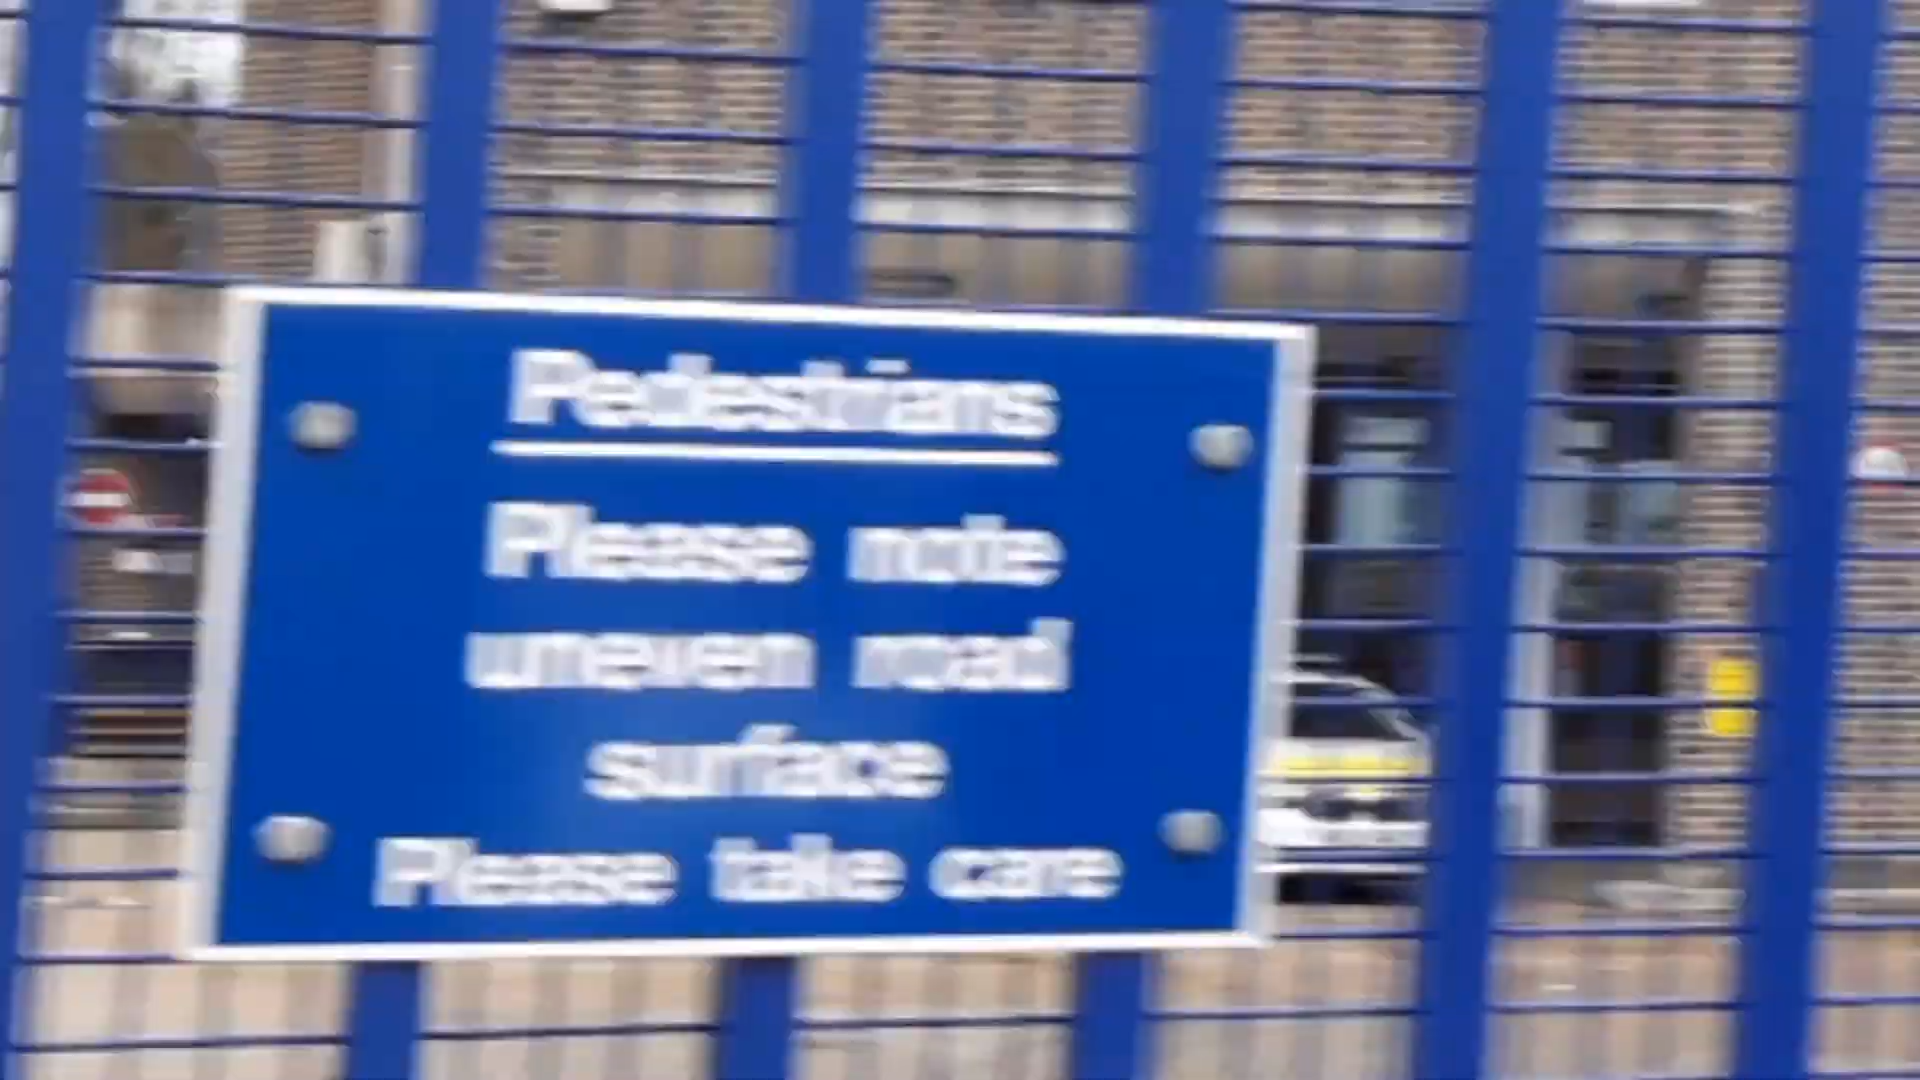 Pedestrians
Please note
uneven road
surface
Please take care